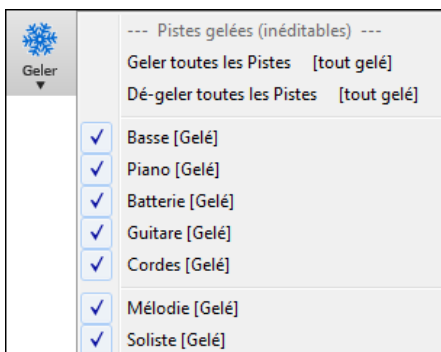 Geler
--- Pistes gelées (inéditables) ---
Geler toutes les Pistes [tout gelé]
Dé-geler toutes les Pistes [tout gelé]
Basse [Gelé]
Piano [Gelé]
Batterie [Gelé]
Guitare [Gelé]
Cordes [Gelé]
Mélodie [Gelé]
Soliste [Gelé]